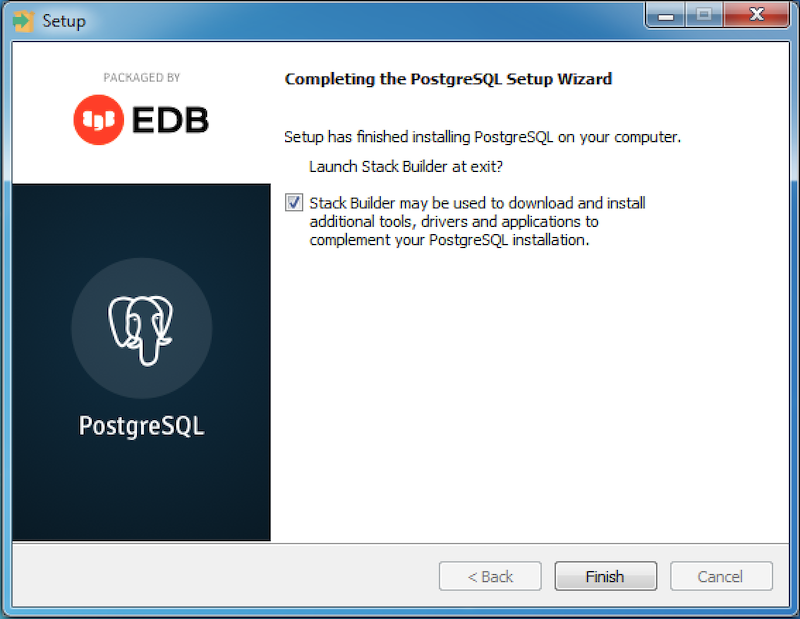 Setup
PACKAGED BY
EDB
PostgreSQL
Completing the PostgreSQL Setup Wizard
Setup has finished installing PostgreSQL on your computer.
Launch Stack Builder at exit?
Stack Builder may be used to download and install
additional tools, drivers and applications to
complement your PostgreSQL installation.
< Back
Finish
Cancel